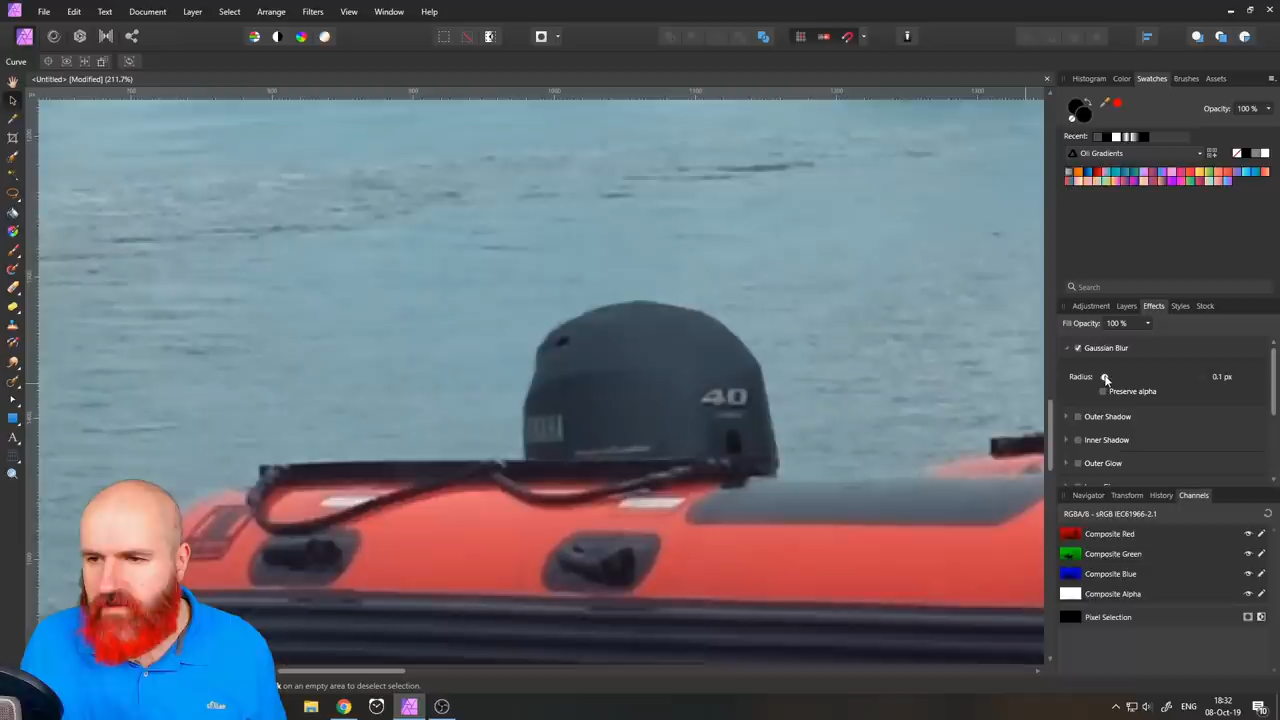 File Edit Text Document Layer Select Arrange Filters View Window Help
Curve
<Untitled> [Modified] (211.7%)
Histogram Color Swatches Brushes Assets
px
Opacity: 100 %
Recent:
Oil Gradients
Search
Adjustment Layers Effects Styles Stock
Fill Opacity: 100 %
Gaussian Blur
Radius: 0.1 px
Preserve alpha
40
Outer Shadow
Inner Shadow
Outer Glow
Navigator Transform History Channels
RGBA/8 - sRGB IEC61966-2.1
Composite Red
Composite Green
Composite Blue
Composite Alpha
Pixel Selection
on an empty area to deselect selection.
ENG
18:32
08-Oct-19